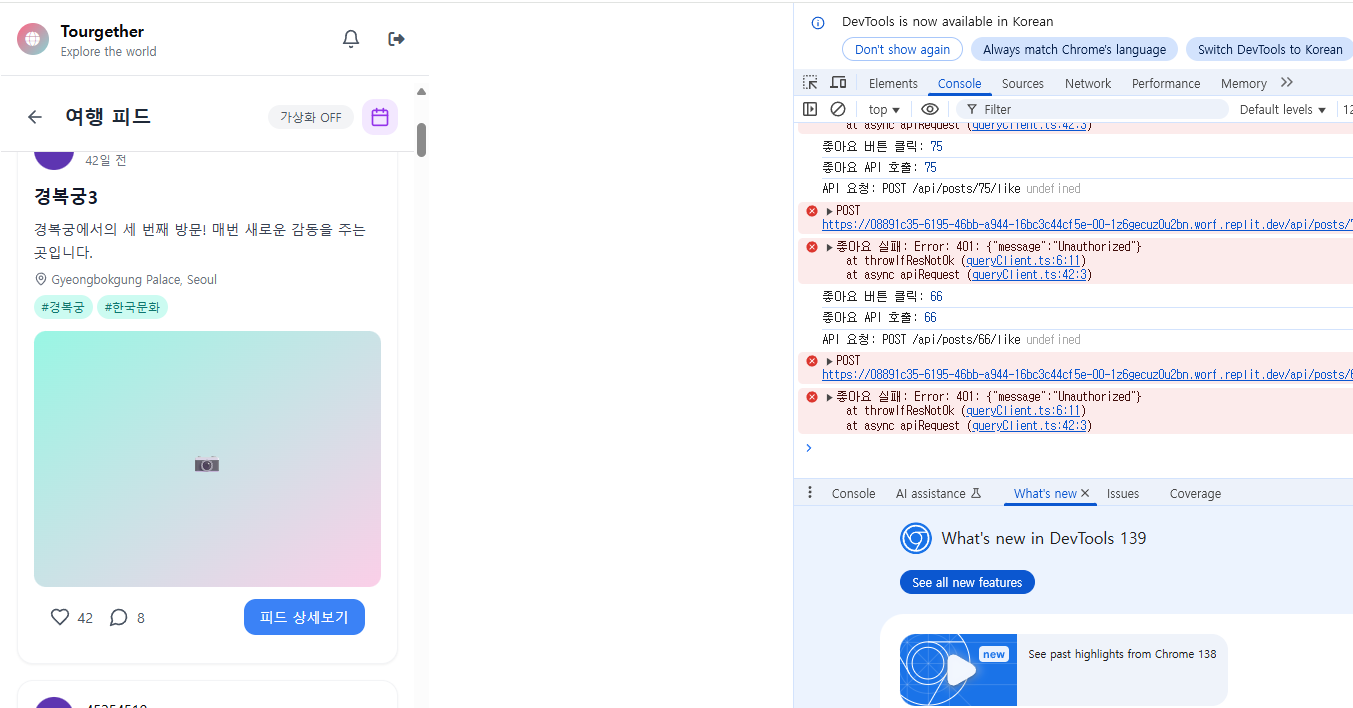 Tourgether
Explore the world
여행 피드
가상화 OFF
42일 전
경복궁3
경복궁에서의 세 번째 방문! 매번 새로운 감동을 주는
곳입니다.
Gyeongbokgung Palace, Seoul
#경복궁 #한국문화
42 8 피드 상세보기
DevTools is now available in Korean
Don't show again Always match Chrome's language Switch DevTools to Korean
Elements Console Sources Network Performance Memory
top Filter Default levels 12
at async apiRequest (queryClient.ts:42:3)
좋아요 버튼 클릭: 75
좋아요 API 호출: 75
API 요청: POST /api/posts/75/like undefined
POST
https://08891c35-6195-46bb-a944-16bc3c44cf5e-00-1z6gecuz0u2bn.worf.replit.dev/api/posts/7
좋아요 실패: Error: 401: {"message":"Unauthorized"}
at throwIfResNotOk (queryClient.ts:6:11)
at async apiRequest (queryClient.ts:42:3)
좋아요 버튼 클릭: 66
좋아요 API 호출: 66
API 요청: POST /api/posts/66/like undefined
POST
https://08891c35-6195-46bb-a944-16bc3c44cf5e-00-1z6gecuz0u2bn.worf.replit.dev/api/posts/6
좋아요 실패: Error: 401: {"message":"Unauthorized"}
at throwIfResNotOk (queryClient.ts:6:11)
at async apiRequest (queryClient.ts:42:3)
Console AI assistance What's new Issues Coverage
What's new in DevTools 139
See all new features
new
See past highlights from Chrome 138